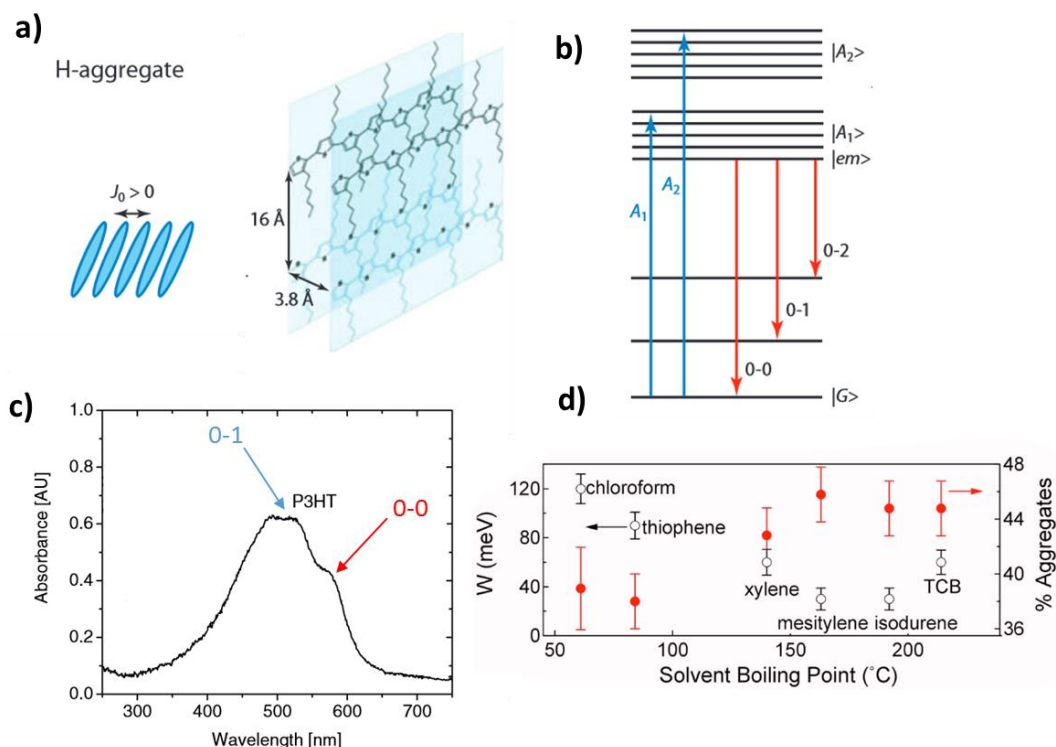 a)
H-aggregate
J₀ > 0
16 Å
3.8 Å
b)
|A₂>
|A₁>
|em>
A₁
A₂
0-2
0-1
0-0
|G>
c)
1.0
0.8
0.6
0.4
0.2
0.0
Absorbance [AU]
0-1
P3HT
0-0
300 400 500 600 700
Wavelength [nm]
d)
120
80
40
0
W (meV)
chloroform
thiophene
xylene
mesitylene isodurene
TCB
48
44
40
36
% Aggregates
50 100 150 200
Solvent Boiling Point (°C)